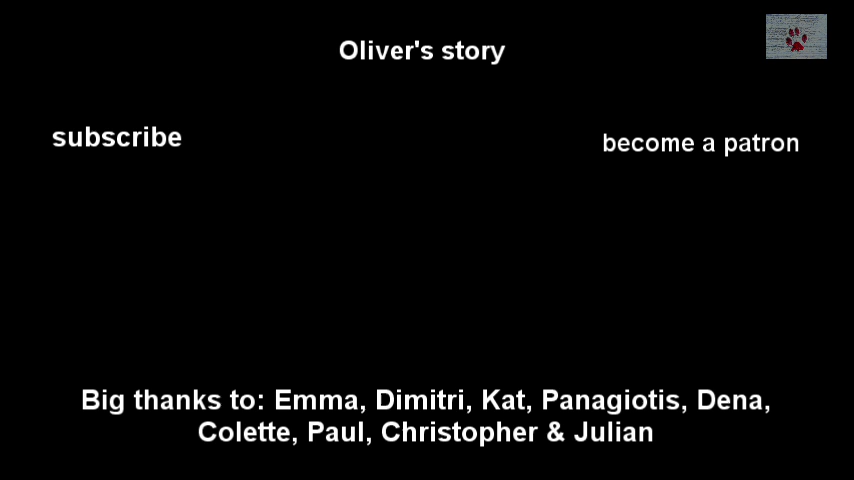 Oliver's story
subscribe
become a patron
Big thanks to: Emma, Dimitri, Kat, Panagiotis, Dena,
Colette, Paul, Christopher & Julian